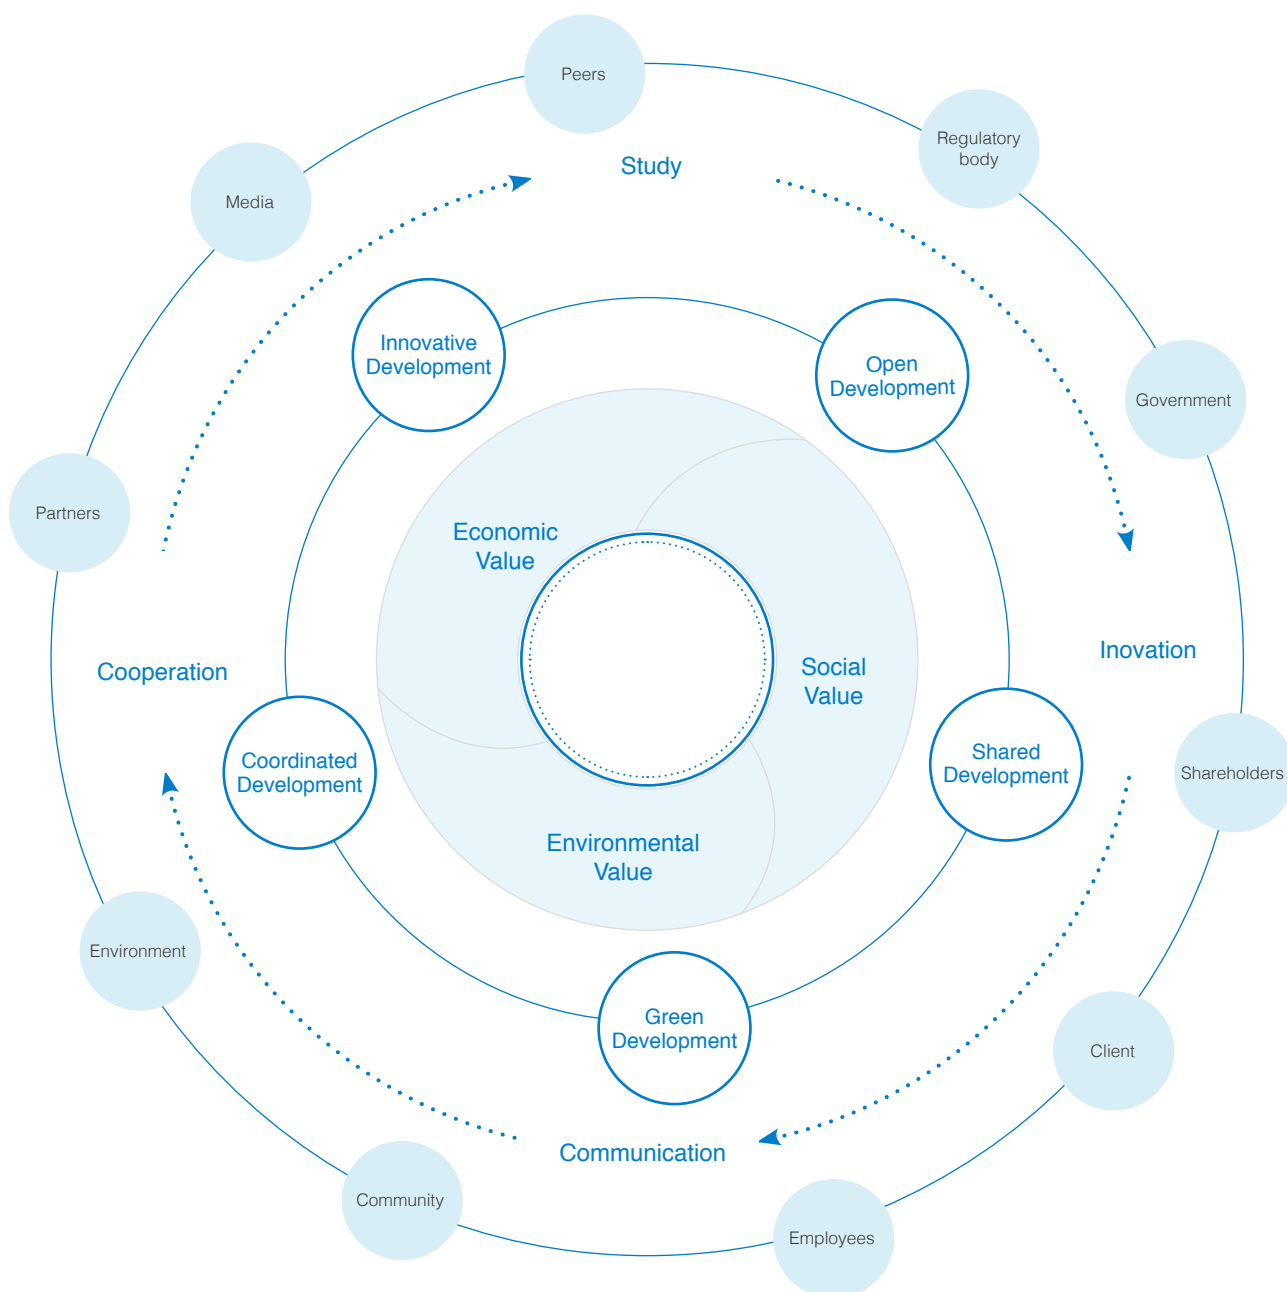 Peers
Regulatory
body
Study
Media
Innovative
Development
Open
Development
Government
Partners
Economic
Value
Cooperation
Social
Value
Inovation
Coordinated
Development
Shared
Development
Shareholders
Environmental
Value
Environment
Green
Development
Client
Communication
Community
Employees